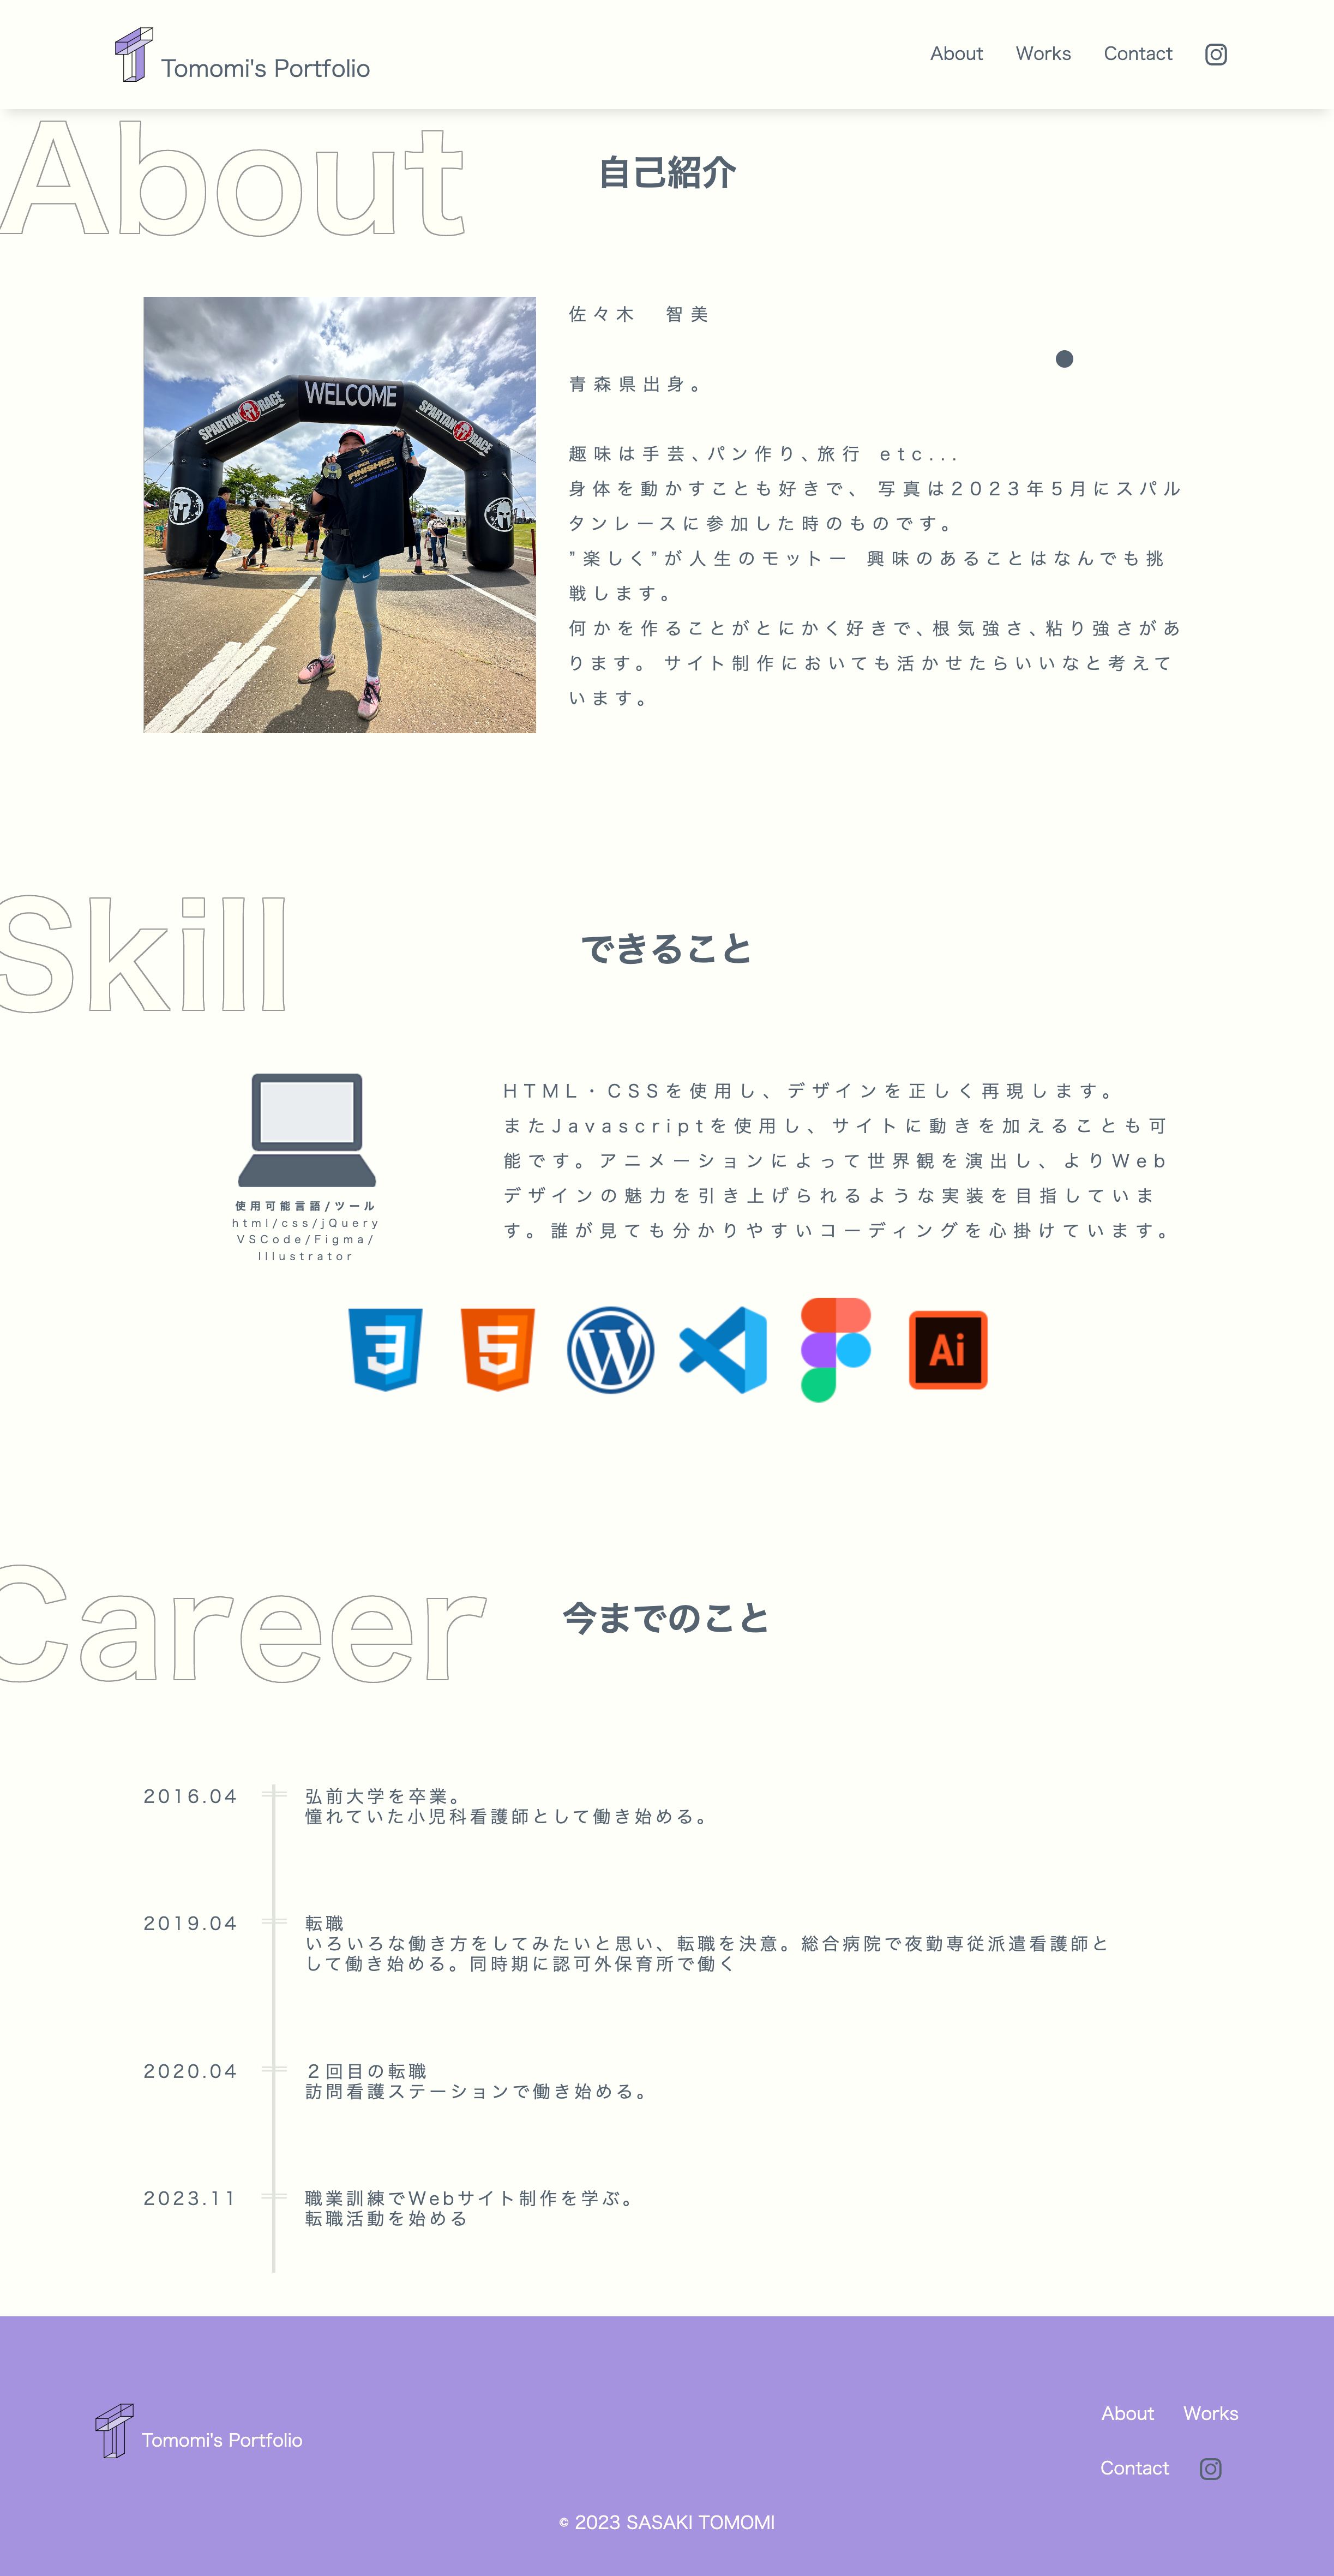 Tomomi's Portfolio
About Works Contact
About
自己紹介
WELCOME
SPARTAN RACE
SPARTAN RACE
FINISHER
佐々木　智美
青森県出身。
趣味は手芸、パン作り、旅行 etc...
身体を動かすことも好きで、 写真は2023年5月にスパル
タンレースに参加した時のものです。
”楽しく”が人生のモットー 興味のあることはなんでも挑
戦します。
何かを作ることがとにかく好きで、根気強さ、粘り強さがあ
ります。 サイト制作においても活かせたらいいなと考えて
います。
Skill
できること
HTML・CSSを使用し、デザインを正しく再現します。
またJavascriptを使用し、サイトに動きを加えることも可
能です。アニメーションによって世界観を演出し、よりWeb
デザインの魅力を引き上げられるような実装を目指していま
す。誰が見ても分かりやすいコーディングを心掛けています。
使用可能言語/ツール
html/css/jQuery
VSCode/Figma/
Illustrator
3 5 W Ai
Career
今までのこと
2016.04 弘前大学を卒業。
憧れていた小児科看護師として働き始める。
2019.04 転職
いろいろな働き方をしてみたいと思い、転職を決意。総合病院で夜勤専従派遣看護師と
して働き始める。同時期に認可外保育所で働く
2020.04 ２回目の転職
訪問看護ステーションで働き始める。
2023.11 職業訓練でWebサイト制作を学ぶ。
転職活動を始める
Tomomi's Portfolio
About Works
Contact
© 2023 SASAKI TOMOMI